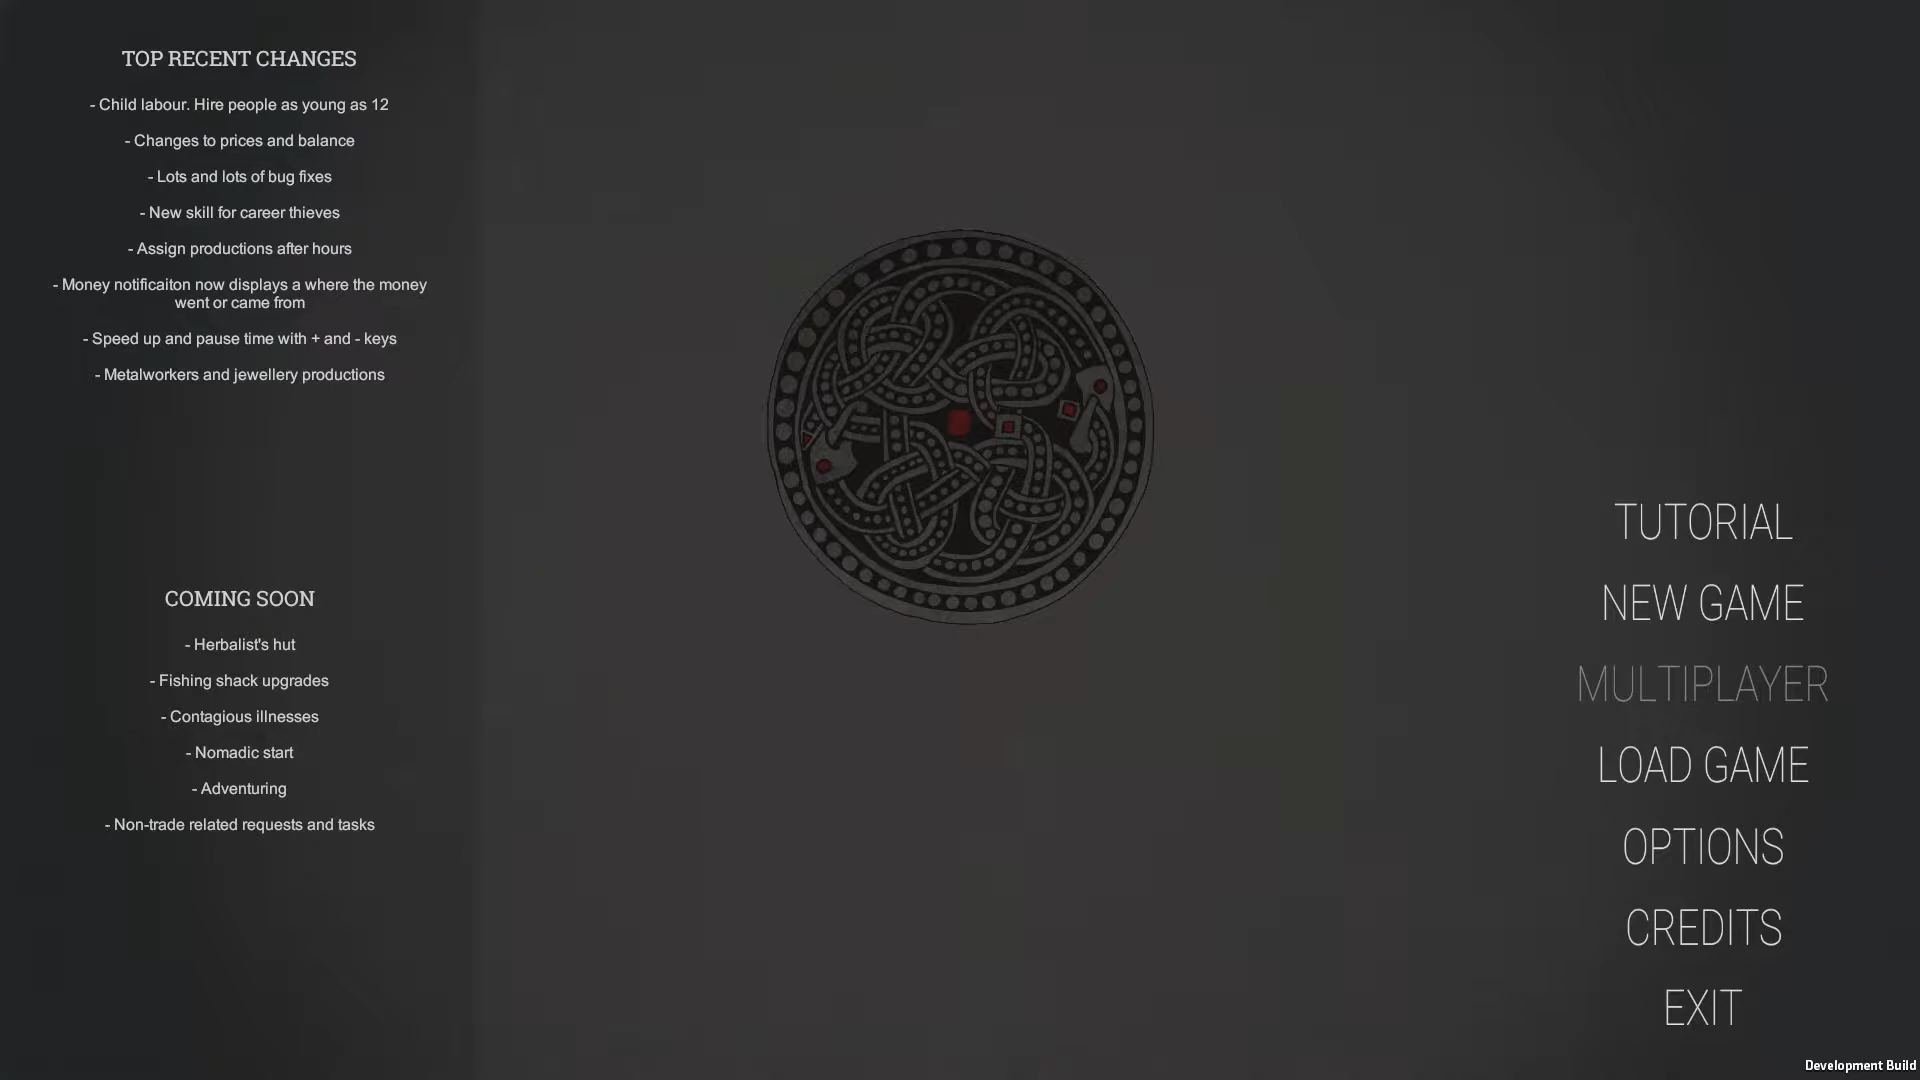 TOP RECENT CHANGES
- Child labour. Hire people as young as 12
- Changes to prices and balance
- Lots and lots of bug fixes
- New skill for career thieves
- Assign productions after hours
- Money notificaiton now displays a where the money
went or came from
- Speed up and pause time with + and - keys
- Metalworkers and jewellery productions
COMING SOON
- Herbalist's hut
- Fishing shack upgrades
- Contagious illnesses
- Nomadic start
- Adventuring
- Non-trade related requests and tasks
TUTORIAL
NEW GAME
MULTIPLAYER
LOAD GAME
OPTIONS
CREDITS
EXIT
Development Build